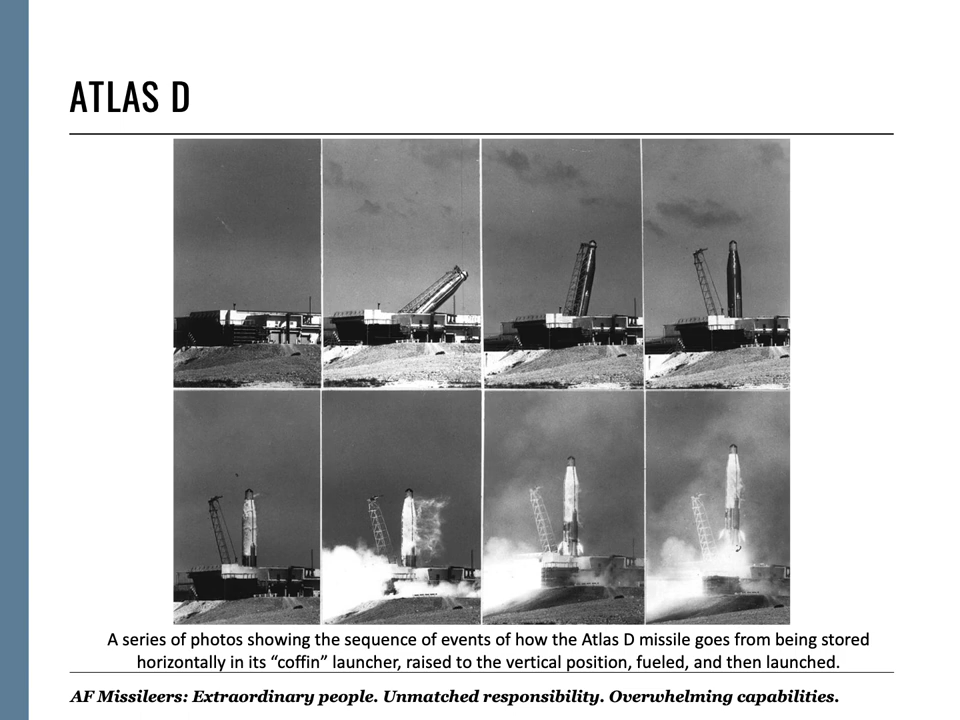 ATLAS D
A series of photos showing the sequence of events of how the Atlas D missile goes from being stored
horizontally in its “coffin” launcher, raised to the vertical position, fueled, and then launched.
AF Missileers: Extraordinary people. Unmatched responsibility. Overwhelming capabilities.